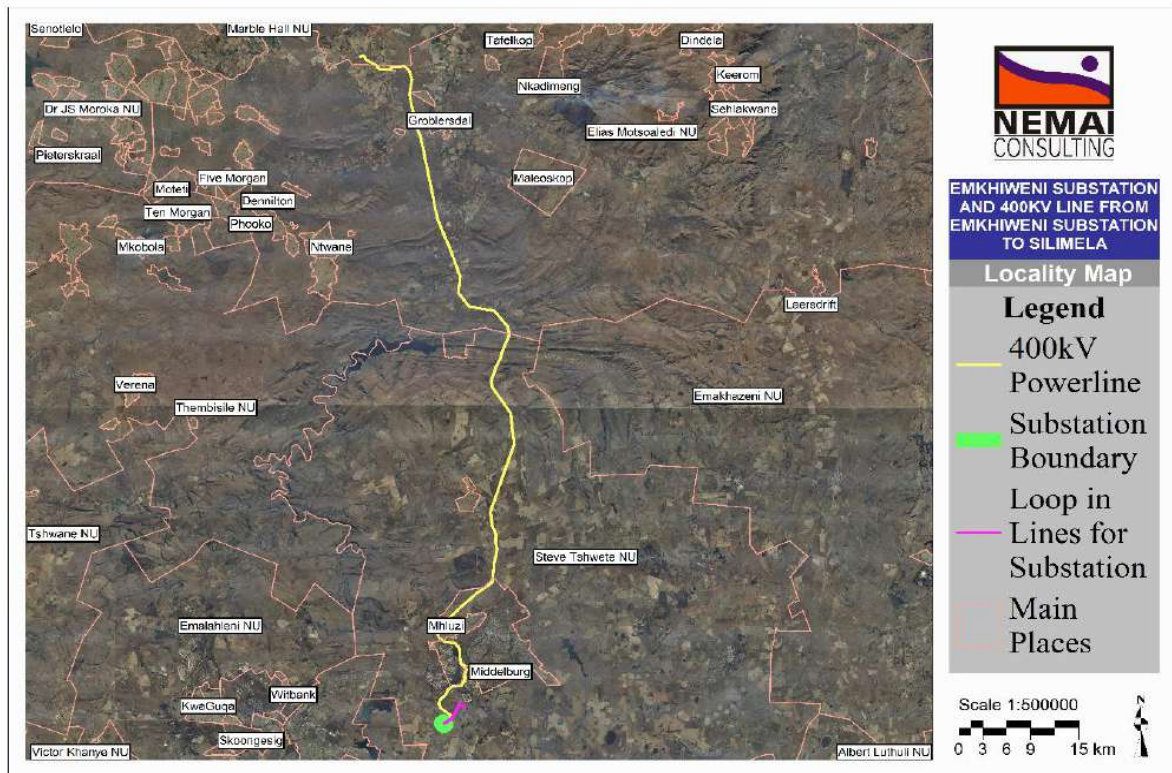 Senotlelo
Marble Hall NU
Tafelkop
Dindela
Nkadimeng
Keerom
Dr JS Moroka NU
Groblersdal
Sehlakwane
Elias Motsoaledi NU
Pieterskraal
Moteti
Five Morgan
Maleoskop
Dennilton
Ten Morgan
Phooko
Mkobola
Ntwane
Laersdrift
Verena
Thembisile NU
Emakhazeni NU
Tshwane NU
Steve Tshwete NU
Emalahleni NU
Mhluzi
Middelburg
KwaGuqa
Witbank
Skoongesig
Victor Khanye NU
Albert Luthuli NU
NEMAI
CONSULTING
EMKHIWENI SUBSTATION
AND 400KV LINE FROM
EMKHIWENI SUBSTATION
TO SILIMELA
Locality Map
Legend
400kV
Powerline
Substation
Boundary
Loop in
Lines for
Substation
Main
Places
Scale 1:500000
N
0 3 6 9 15 km